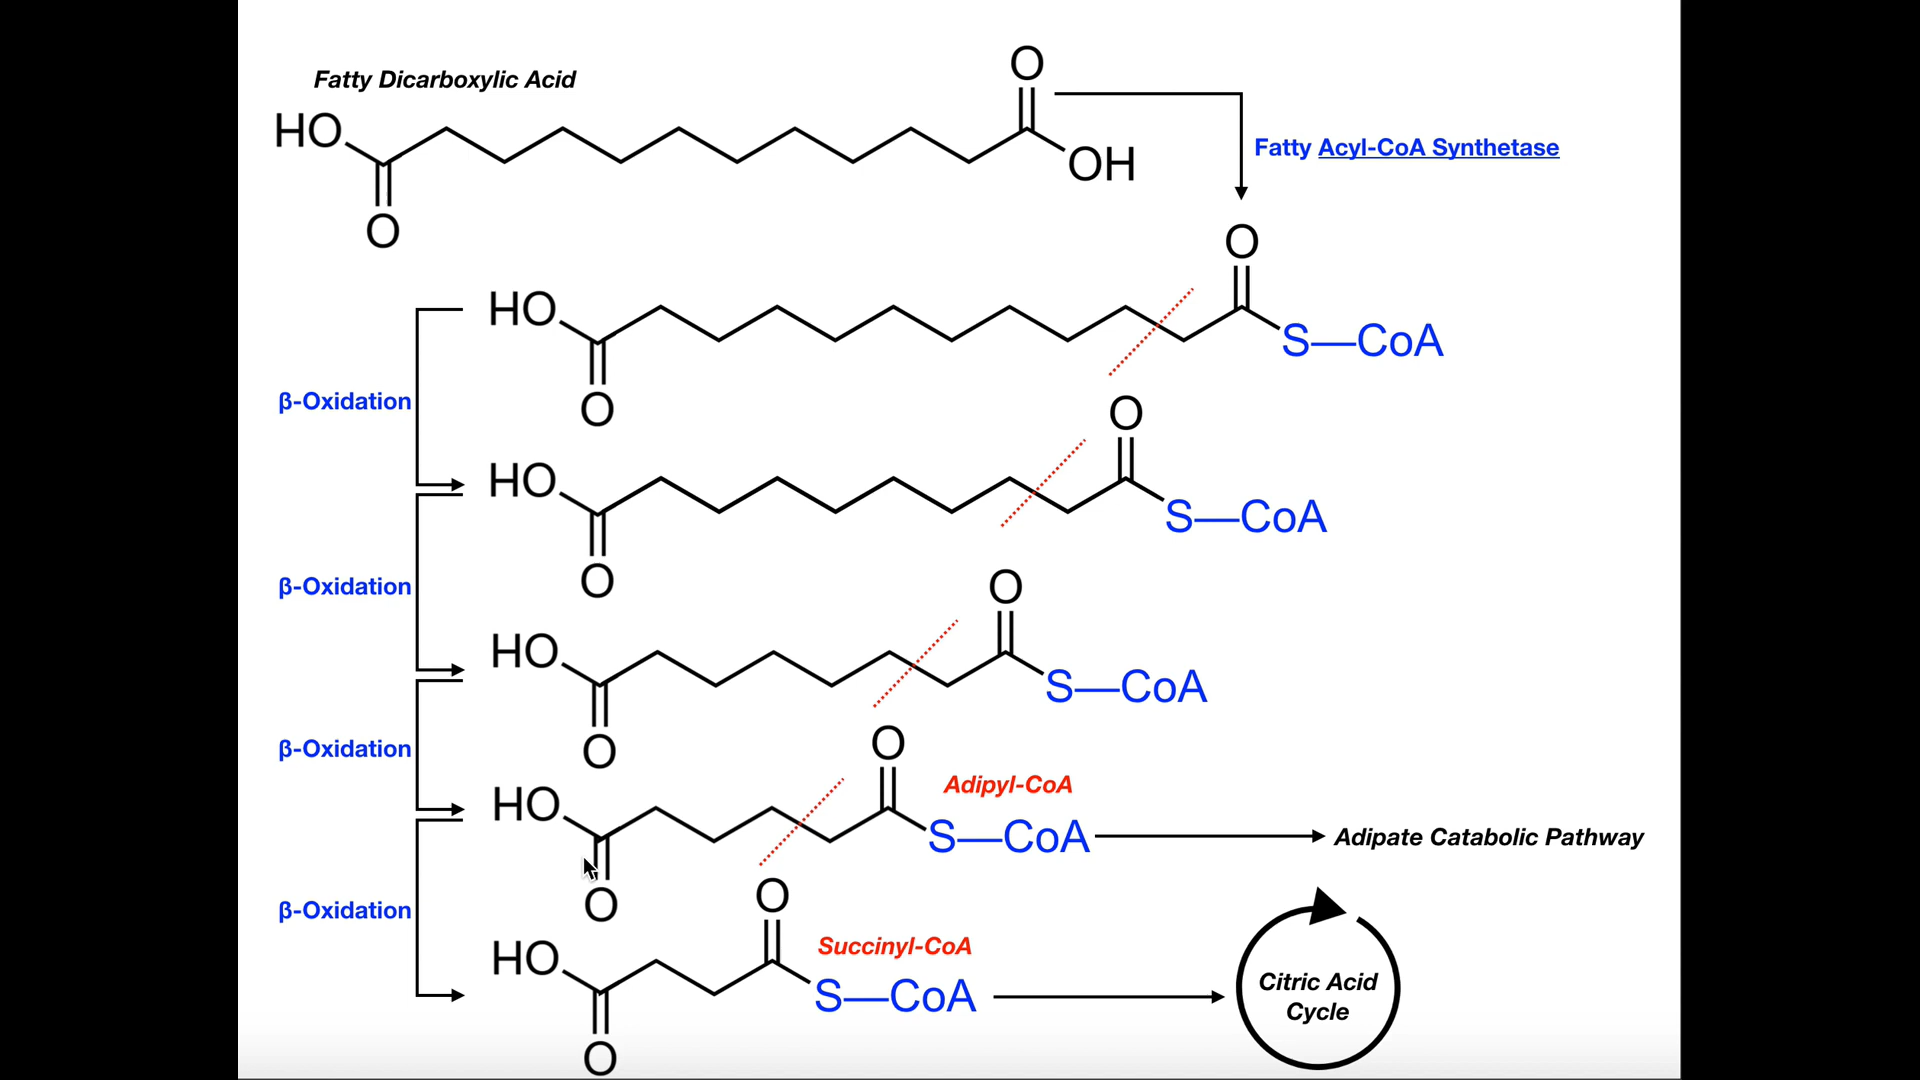 Fatty Dicarboxylic Acid
O
HO
OH
O
Fatty Acyl-CoA Synthetase
O
HO
S—CoA
O
β-Oxidation
O
HO
S—CoA
O
β-Oxidation
O
HO
S—CoA
O
β-Oxidation
O
Adipyl-CoA
HO
S—CoA
Adipate Catabolic Pathway
O
β-Oxidation
O
Succinyl-CoA
HO
S—CoA
O
Citric Acid
Cycle